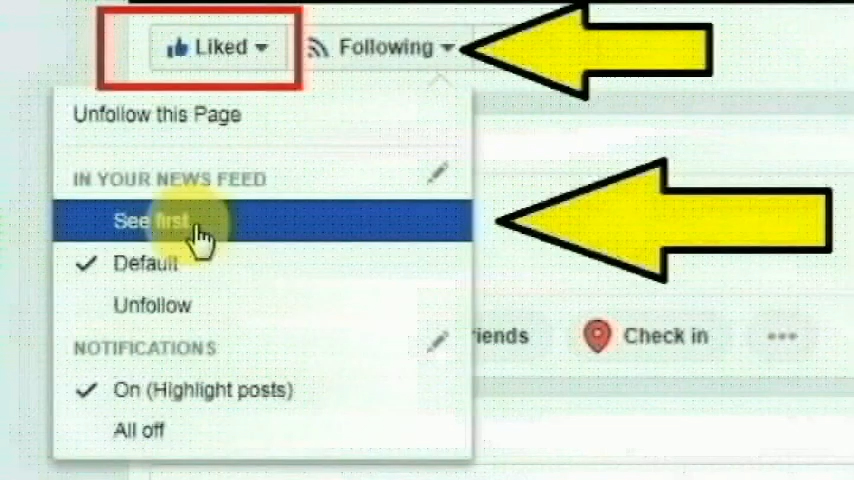 Liked Following
Unfollow this Page
IN YOUR NEWS FEED
See first
Default
Unfollow
riends Check in
NOTIFICATIONS
On (Highlight posts)
All off